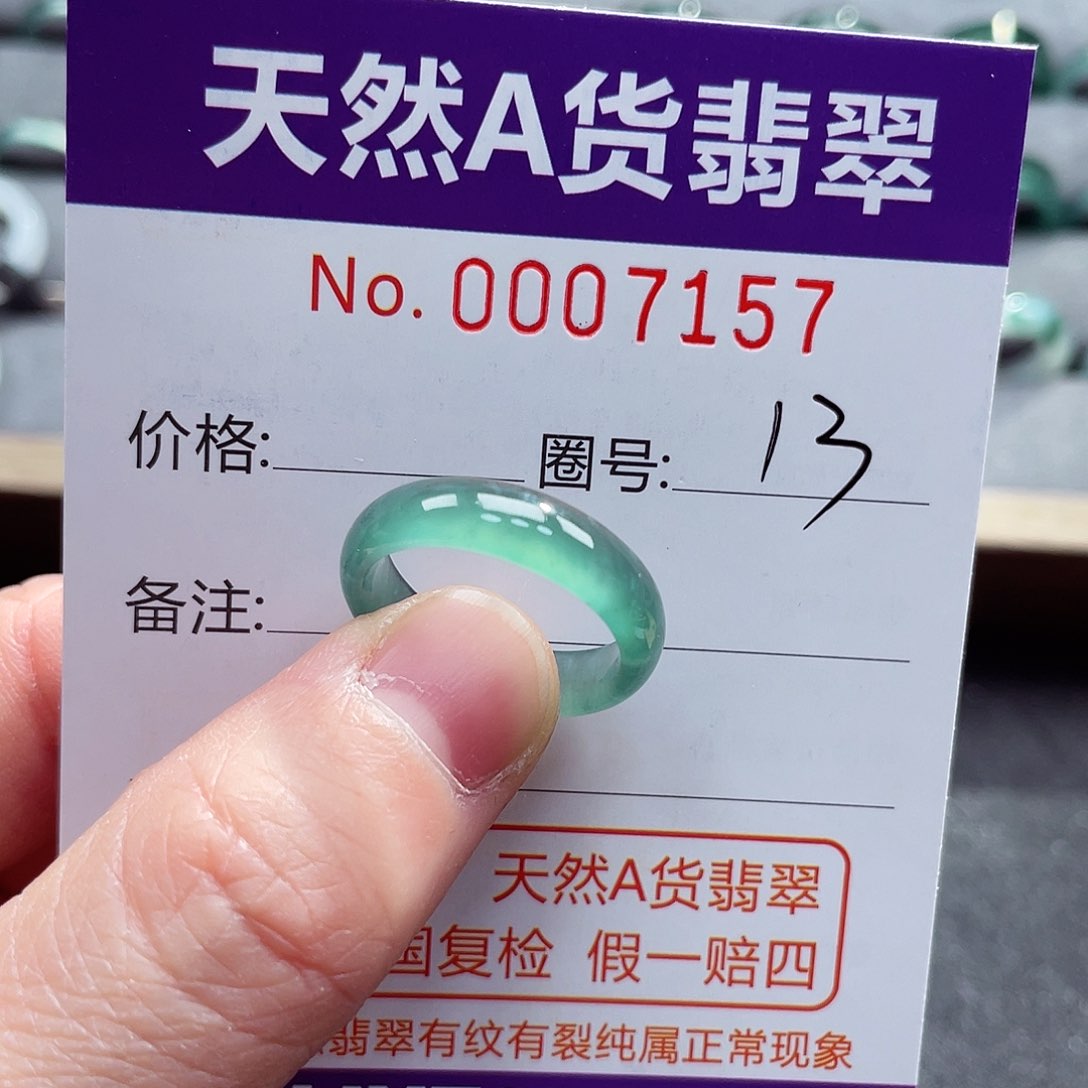 天然A货翡翠
No. 0007157
价格: 圈号: 13
备注:
天然A货翡翠
国复检 假一赔四
翡翠有纹有裂纯属正常现象